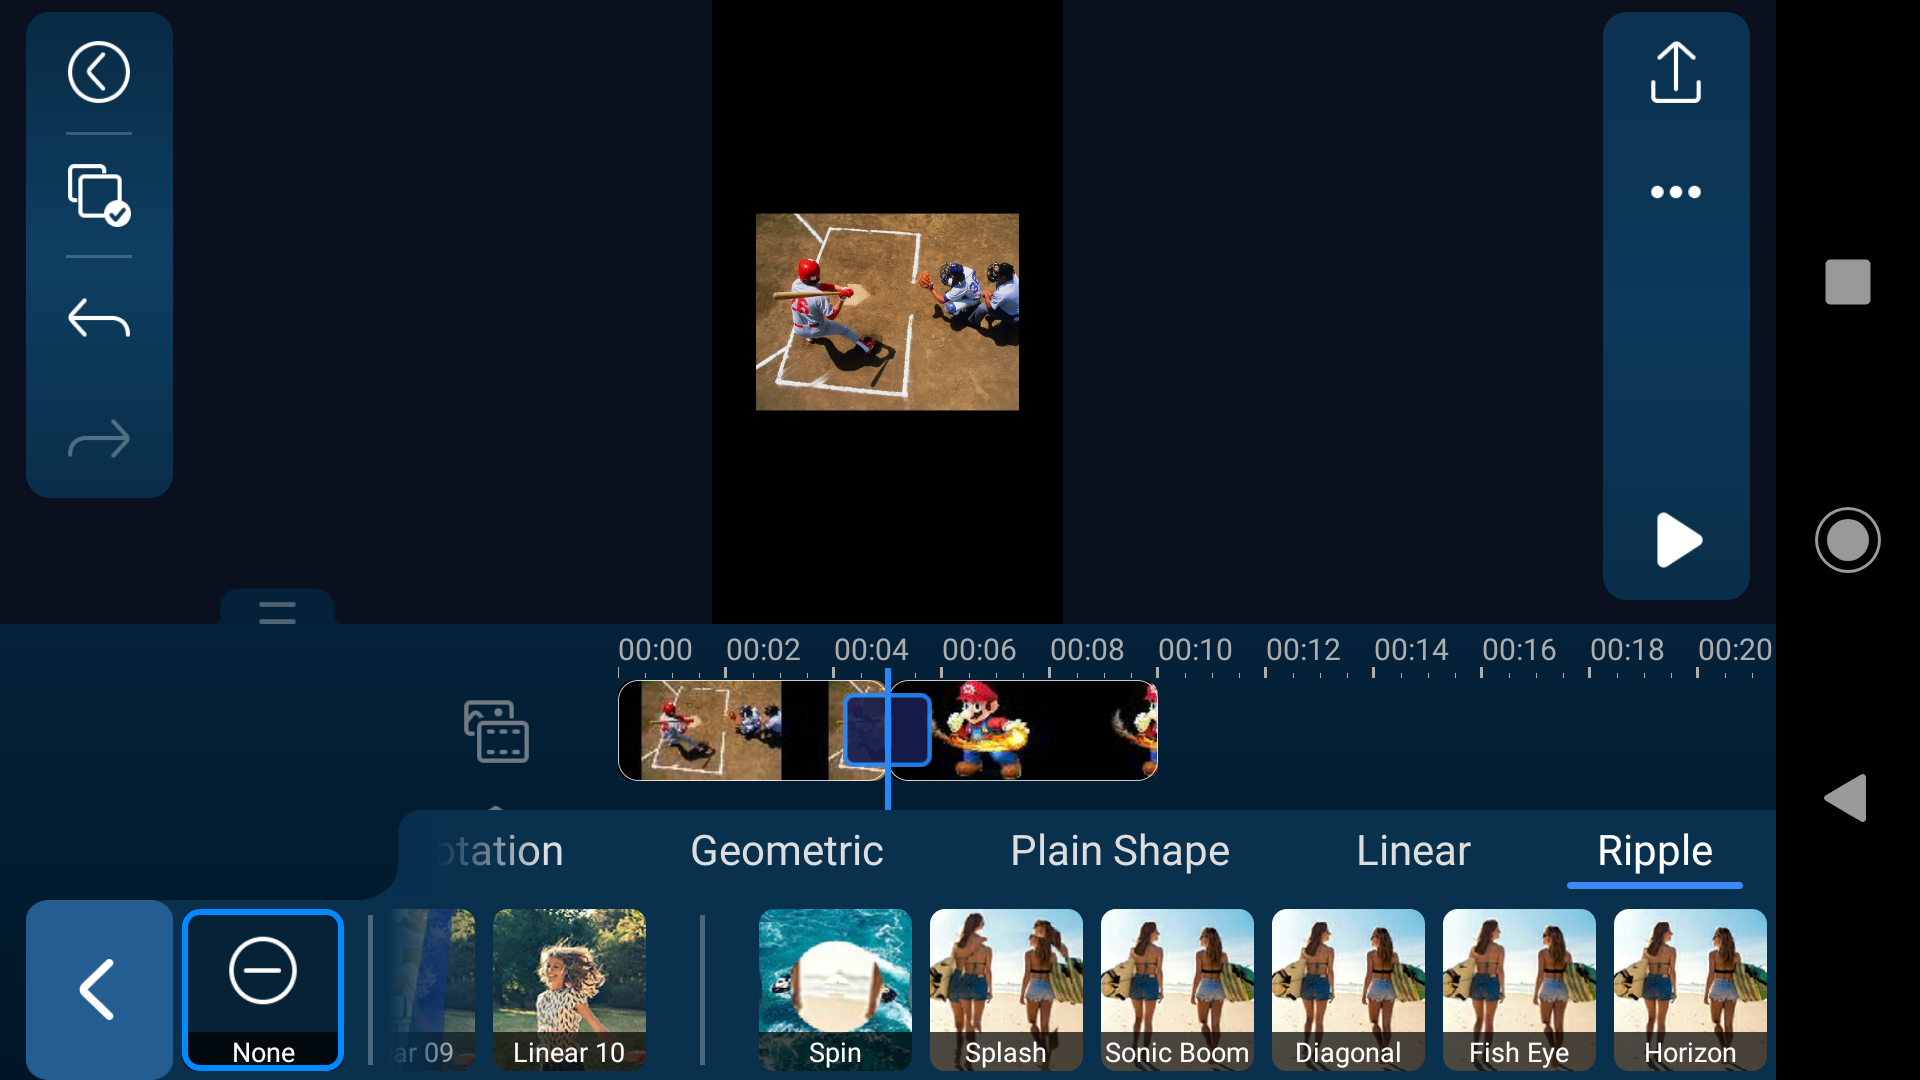 00:00 00:02 00:04 00:06 00:08 00:10 00:12 00:14 00:16 00:18 00:20
otation Geometric Plain Shape Linear Ripple
None ar 09 Linear 10 Spin Splash Sonic Boom Diagonal Fish Eye Horizon